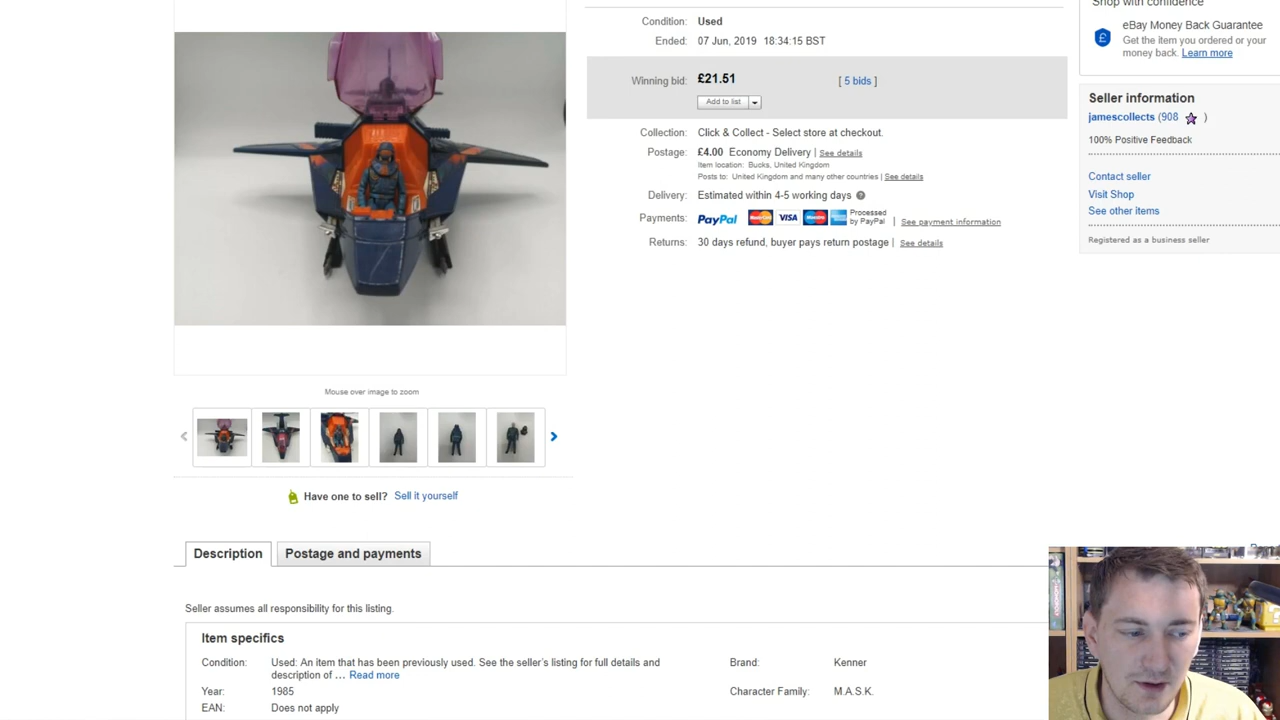 Shop with confidence
Condition: Used
eBay Money Back Guarantee
Get the item you ordered or your
money back. Learn more
Ended: 07 Jun, 2019 18:34:15 BST
Winning bid: £21.51 [ 5 bids ]
Add to list
Seller information
jamescollects (908 )
100% Positive Feedback
Contact seller
Visit Shop
See other items
Registered as a business seller
Collection: Click & Collect - Select store at checkout.
Postage: £4.00 Economy Delivery | See details
Item location: Bucks, United Kingdom
Posts to: United Kingdom and many other countries | See details
Delivery: Estimated within 4-5 working days
Payments: PayPal VISA Processed by PayPal | See payment information
Returns: 30 days refund, buyer pays return postage | See details
Mouse over image to zoom
Have one to sell? Sell it yourself
Description Postage and payments
Seller assumes all responsibility for this listing.
Item specifics
Condition: Used: An item that has been previously used. See the seller's listing for full details and
description of ... Read more
Brand: Kenner
Year: 1985
Character Family: M.A.S.K.
EAN: Does not apply